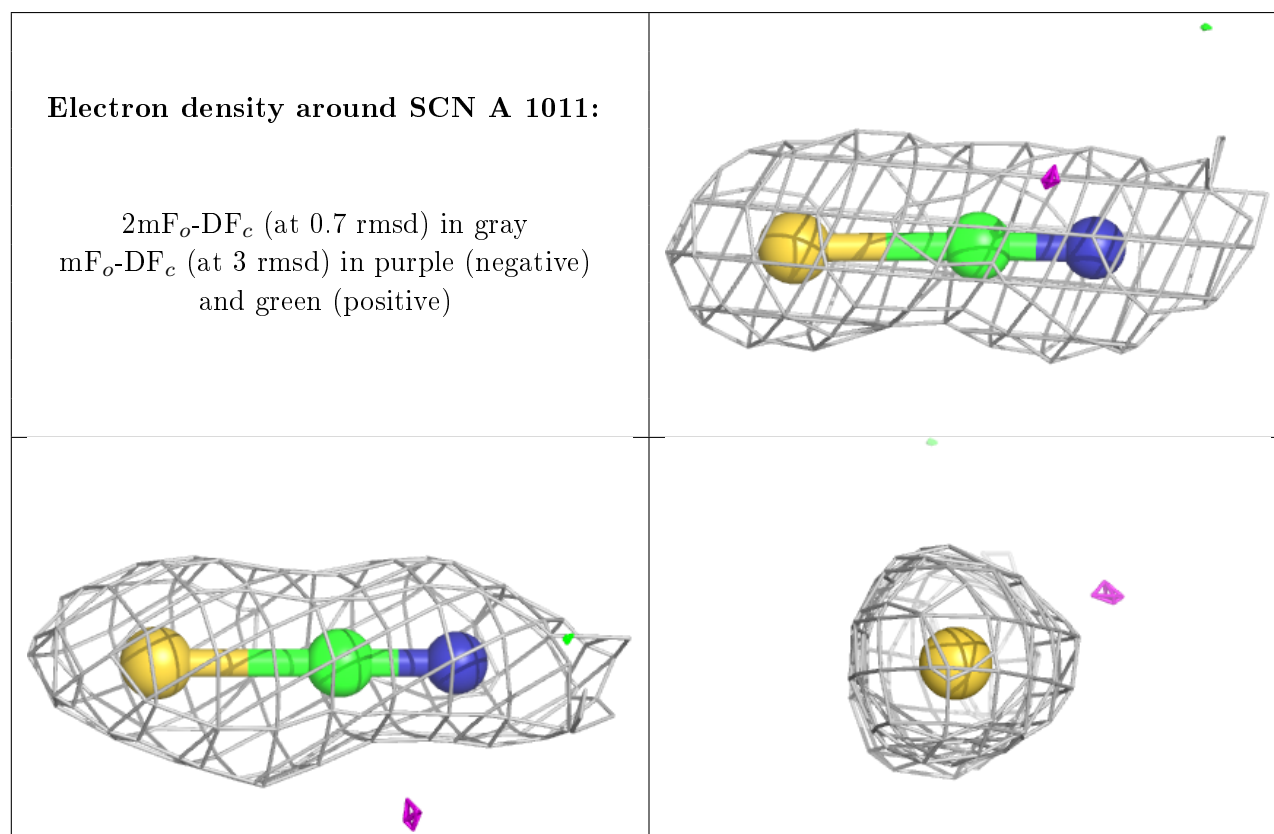 Electron density around SCN A 1011:
2mFo-DFc (at 0.7 rmsd) in gray
mFo-DFc (at 3 rmsd) in purple (negative)
and green (positive)